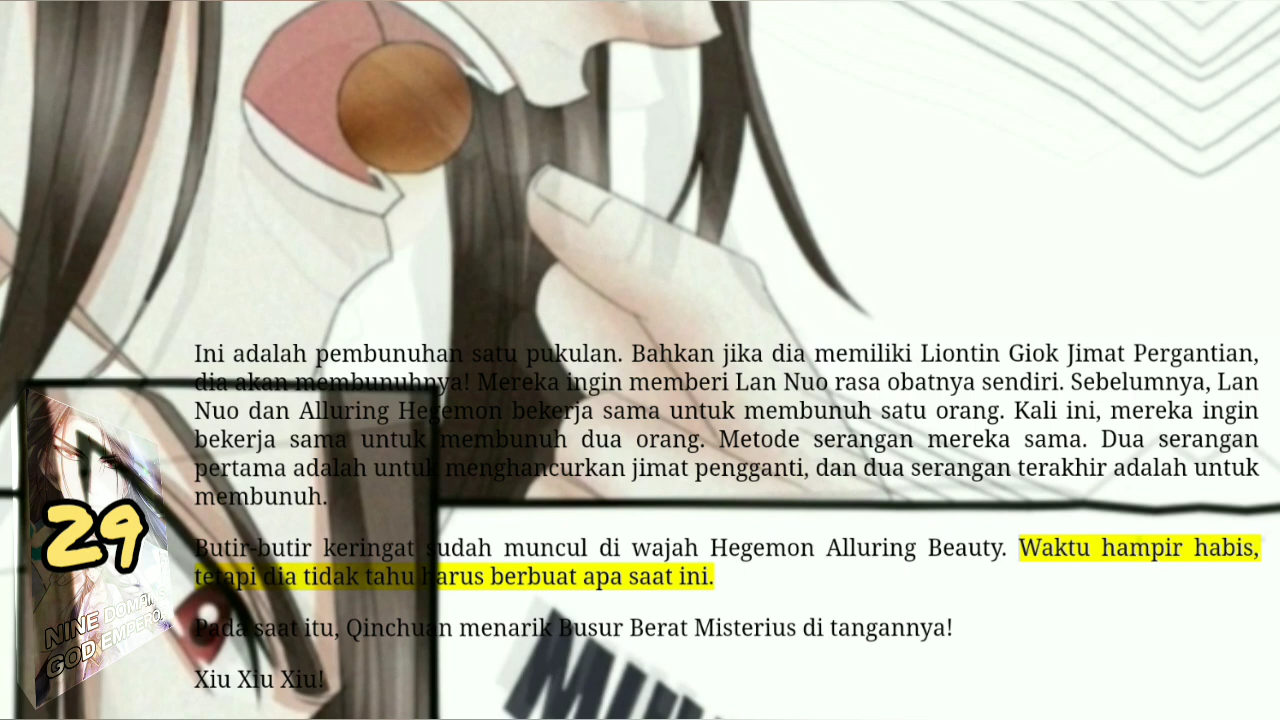 Ini adalah pembunuhan satu pukulan. Bahkan jika dia memiliki Liontin Giok Jimat Pergantian,
dia akan membunuhnya! Mereka ingin memberi Lan Nuo rasa obatnya sendiri. Sebelumnya, Lan
Nuo dan Alluring Hegemon bekerja sama untuk membunuh satu orang. Kali ini, mereka ingin
bekerja sama untuk membunuh dua orang. Metode serangan mereka sama. Dua serangan
pertama adalah untuk menghancurkan jimat pengganti, dan dua serangan terakhir adalah untuk
membunuh.
Butir-butir keringat sudah muncul di wajah Hegemon Alluring Beauty. Waktu hampir habis,
tetapi dia tidak tahu harus berbuat apa saat ini.
Pada saat itu, Qinchuan menarik Busur Berat Misterius di tangannya!
Xiu Xiu Xiu!
29
NINE DOMAINS
GOD EMPEROR